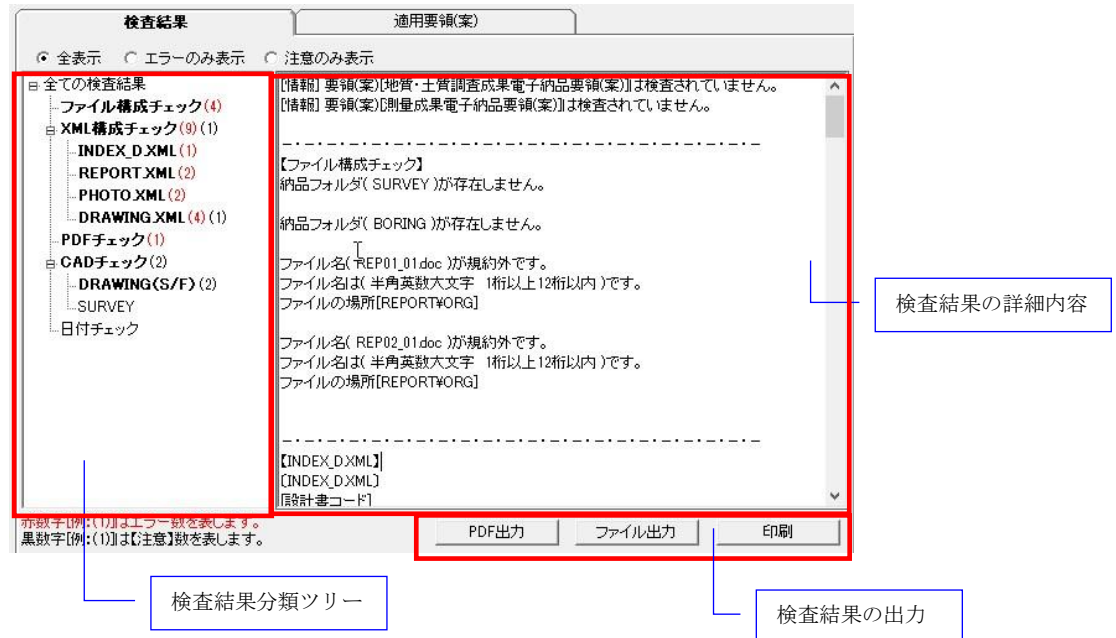 検査結果
適用要領(案)
全表示 エラーのみ表示 注意のみ表示
全ての検査結果
ファイル構成チェック(4)
XML構成チェック(9)(1)
INDEX_D.XML(1)
REPORT.XML(2)
PHOTO.XML(2)
DRAWING.XML(4)(1)
PDFチェック(1)
CADチェック(2)
DRAWING(S/F)(2)
SURVEY
日付チェック
[情報] 要領(案)[地質・土質調査成果電子納品要領(案)]は検査されていません。
[情報] 要領(案)[測量成果電子納品要領(案)]は検査されていません。
－・－・－・－・－・－・－・－・－・－・－・－・－・－・－・－・－・－・－・－・－
【ファイル構成チェック】
納品フォルダ( SURVEY )が存在しません。
納品フォルダ( BORING )が存在しません。
ファイル名( REP01_01.doc )が規約外です。
ファイル名は( 半角英数大文字 1桁以上12桁以内 )です。
ファイルの場所[REPORT¥ORG]
ファイル名( REP02_01.doc )が規約外です。
ファイル名は( 半角英数大文字 1桁以上12桁以内 )です。
ファイルの場所[REPORT¥ORG]
－・－・－・－・－・－・－・－・－・－・－・－・－・－・－・－・－・－・－・－・－
【INDEX_D.XML】
〔INDEX_D.XML〕
[設計書コード]
検査結果の詳細内容
赤数字[例:(1)]はエラー数を表します。
黒数字[例:(1)]は【注意】数を表します。
PDF出力
ファイル出力
印刷
検査結果分類ツリー
検査結果の出力